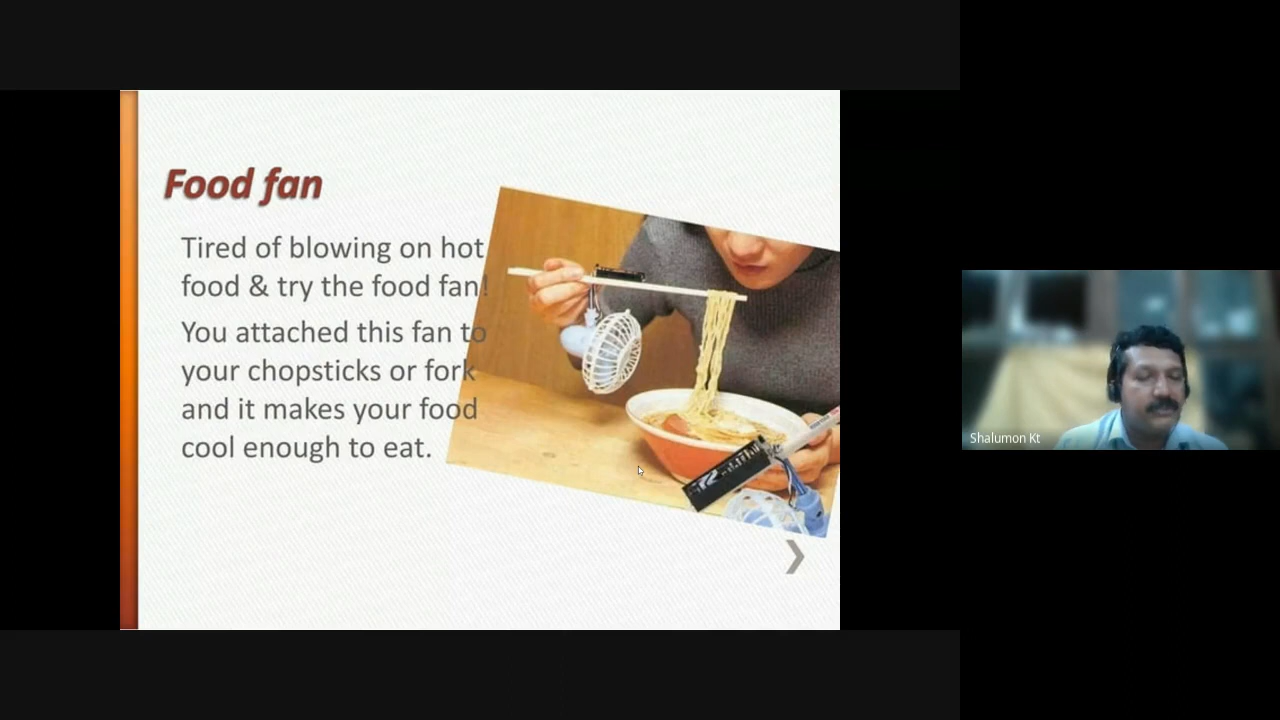 Food fan
Tired of blowing on hot
food & try the food fan!
You attached this fan to
your chopsticks or fork
and it makes your food
cool enough to eat.
Shalumon Kt